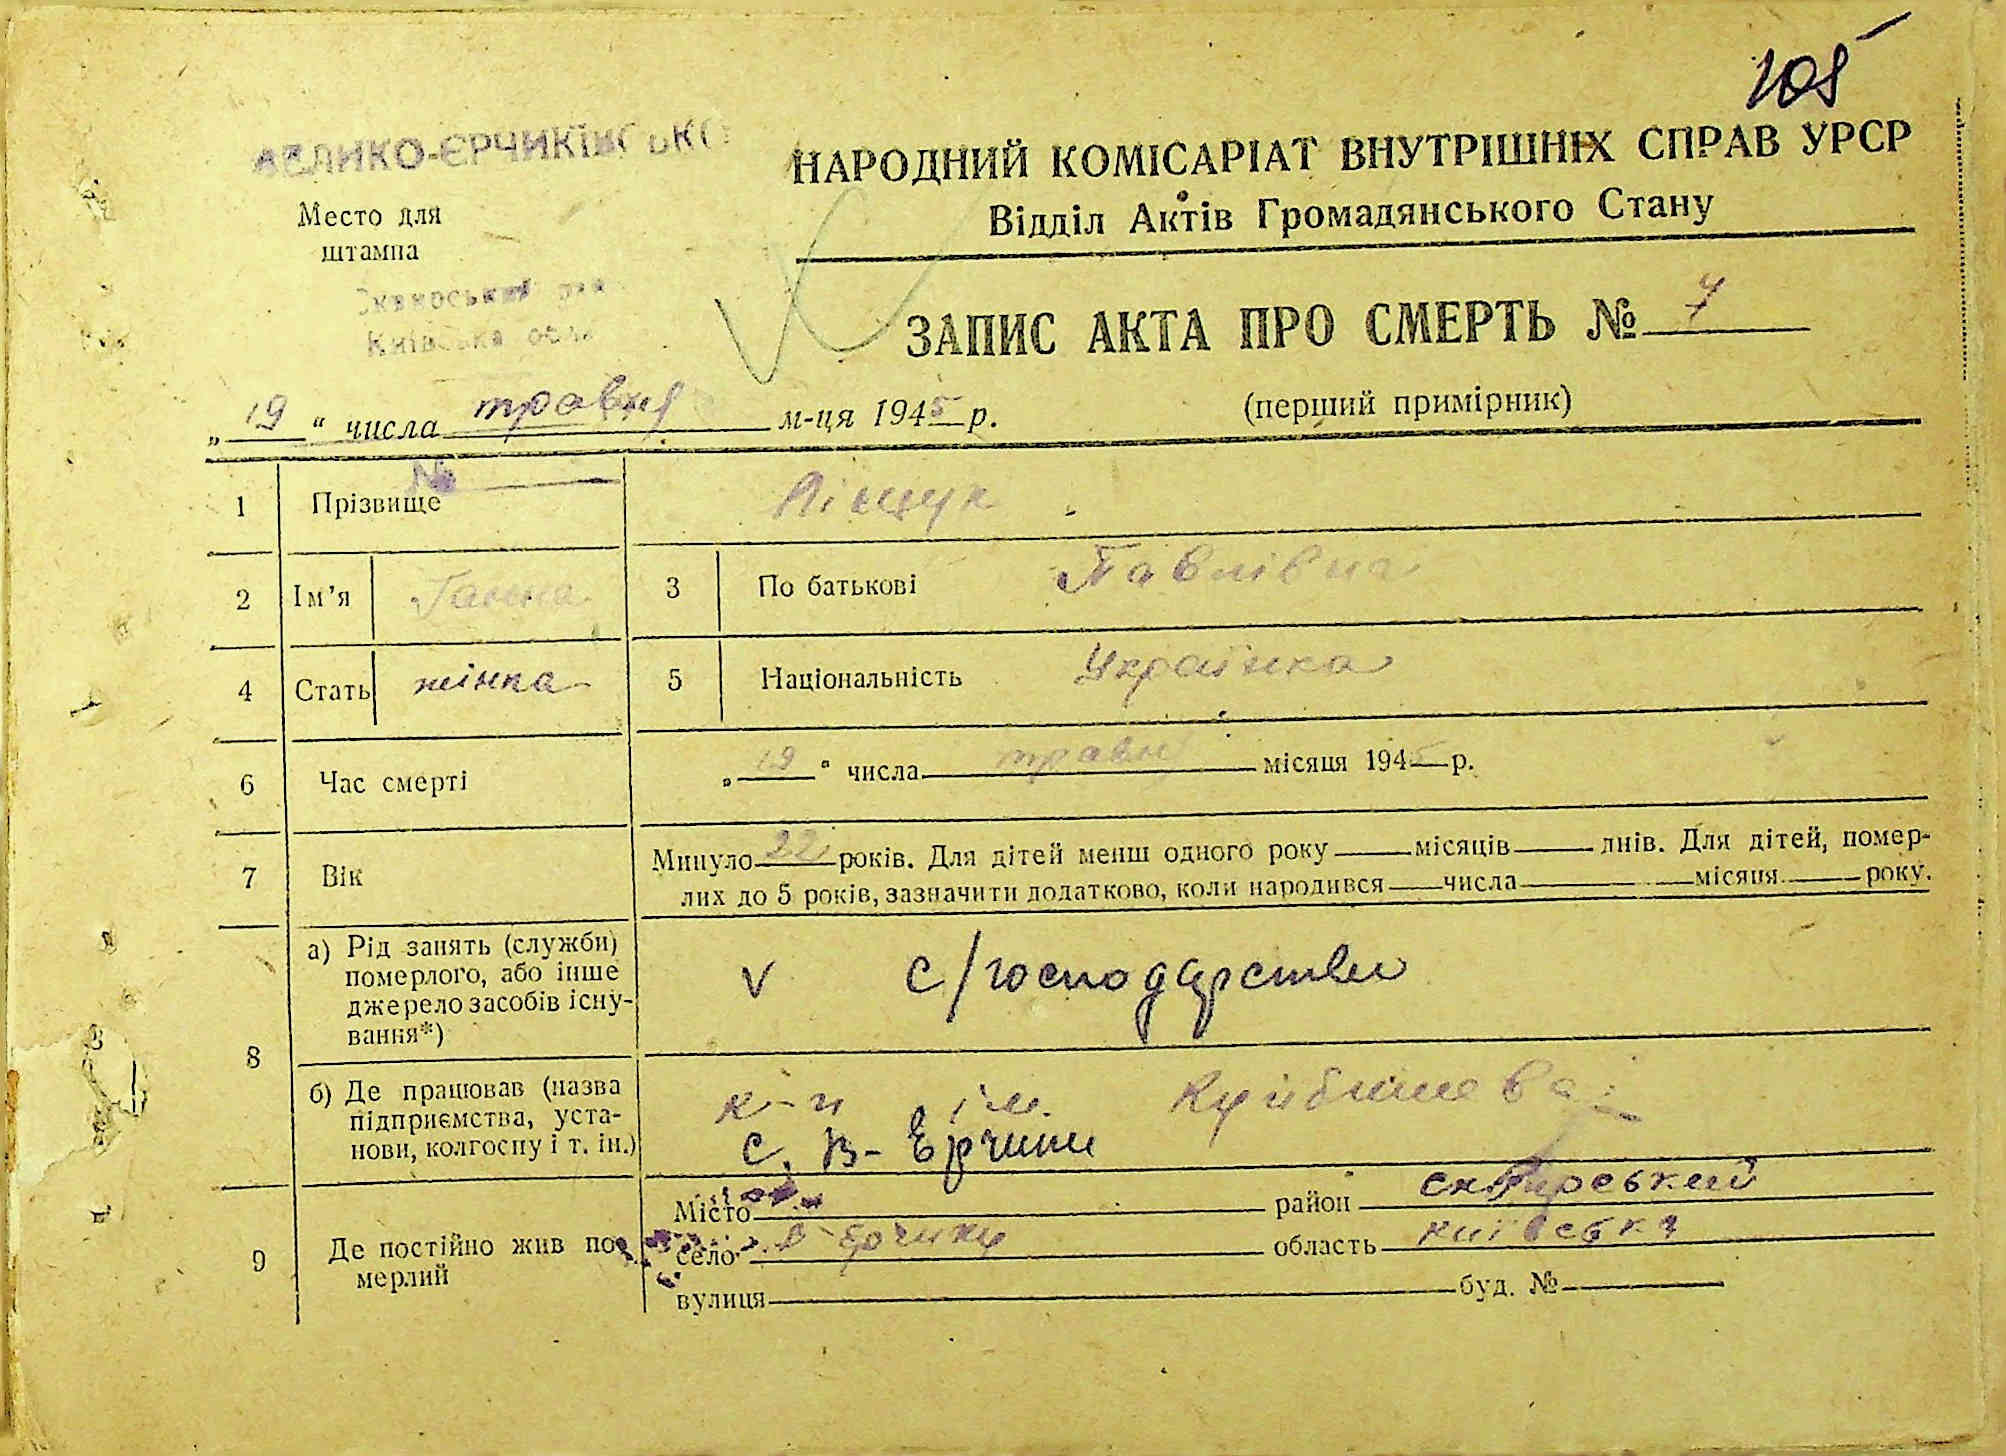 105
ВЕЛИКО-ЄРЧИКІВСЬКО
НАРОДНИЙ КОМІСАРІАТ ВНУТРІШНІХ СПРАВ УРСР
Відділ Актів Громадянського Стану
Место для
штампа
Київська обл
ЗАПИС АКТА ПРО СМЕРТЬ № 7
(перший примірник)
„ 19 “ числа травня м-ця 1945 р.
№
1 Прізвище Ліщук
2 Ім’я Ганна 3 По батькові Павлівна
4 Стать жінка 5 Національність Українка
6 Час смерті „ 19 “ числа травня місяця 1945 р.
7 Вік Минуло 22 років. Для дітей менш одного року місяців днів. Для дітей, помер-
лих до 5 років, зазначити додатково, коли народився числа місяця року.
8 а) Рід занять (служби)
померлого, або інше
джерело засобів існу-
вання*)
V с/господарстви
б) Де працював (назва
підприємства, уста-
нови, колгоспу і т. ін.)
к-п ім. Куйбишева
с. В-Єрчики
9 Де постійно жив по-
мерлий
Місто район сквирський
село В-Єрчики область київська
вулиця буд. №